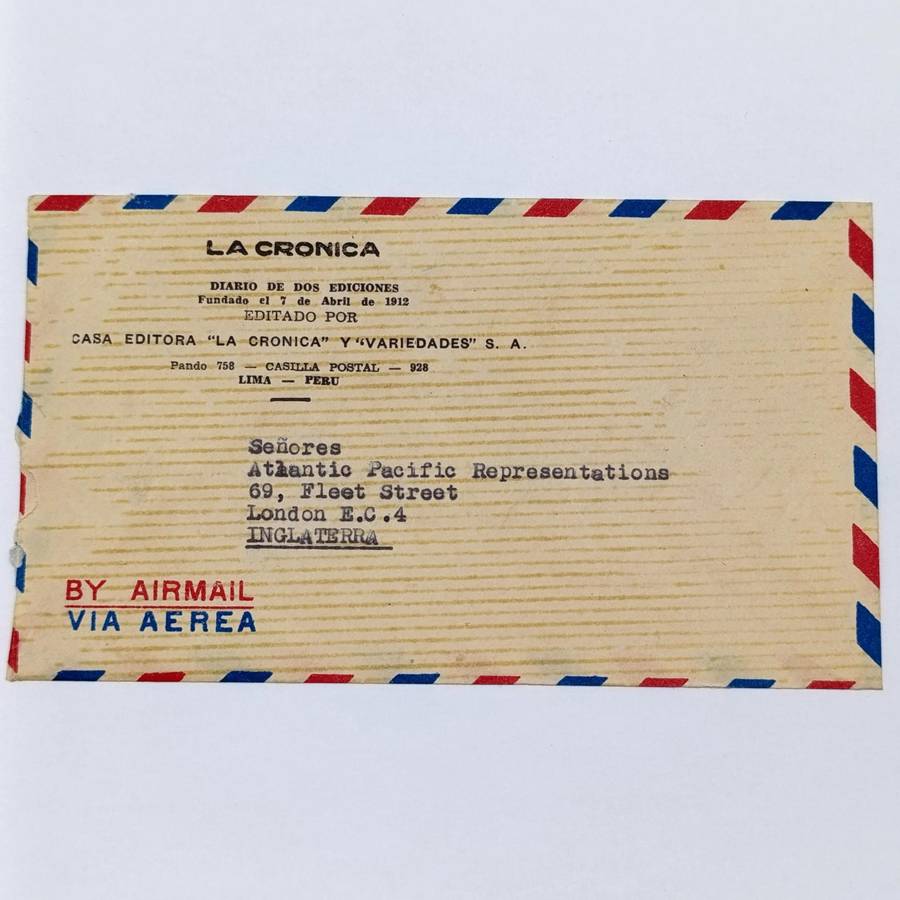 LA CRONICA
DIARIO DE DOS EDICIONES
Fundado el 7 de Abril de 1912
EDITADO POR
CASA EDITORA "LA CRONICA" Y "VARIEDADES" S. A.
Pando 758 — CASILLA POSTAL — 928
LIMA — PERU
Señores
Atlantic Pacific Representations
69, Fleet Street
London E.C.4
INGLATERRA
BY AIRMAIL
VIA AEREA